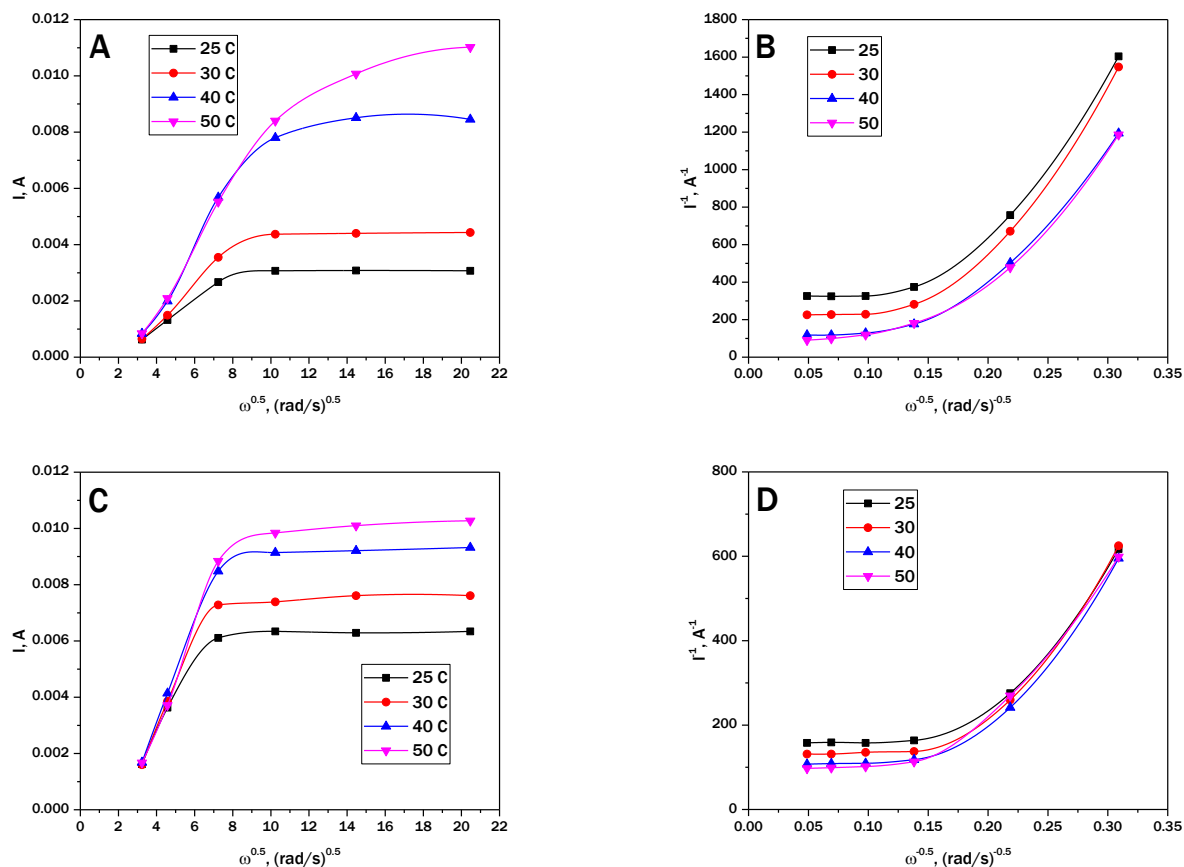 A
25 C
30 C
40 C
50 C
I, A
0.012
0.010
0.008
0.006
0.004
0.002
0.000
0 2 4 6 8 10 12 14 16 18 20 22
ω^0.5, (rad/s)^0.5
B
25
30
40
50
I^-1, A^-1
1800
1600
1400
1200
1000
800
600
400
200
0
0.00 0.05 0.10 0.15 0.20 0.25 0.30 0.35
ω^-0.5, (rad/s)^-0.5
C
25 C
30 C
40 C
50 C
I, A
0.012
0.010
0.008
0.006
0.004
0.002
0.000
0 2 4 6 8 10 12 14 16 18 20 22
ω^0.5, (rad/s)^0.5
D
25
30
40
50
I^-1, A^-1
800
600
400
200
0
0.00 0.05 0.10 0.15 0.20 0.25 0.30 0.35
ω^-0.5, (rad/s)^-0.5